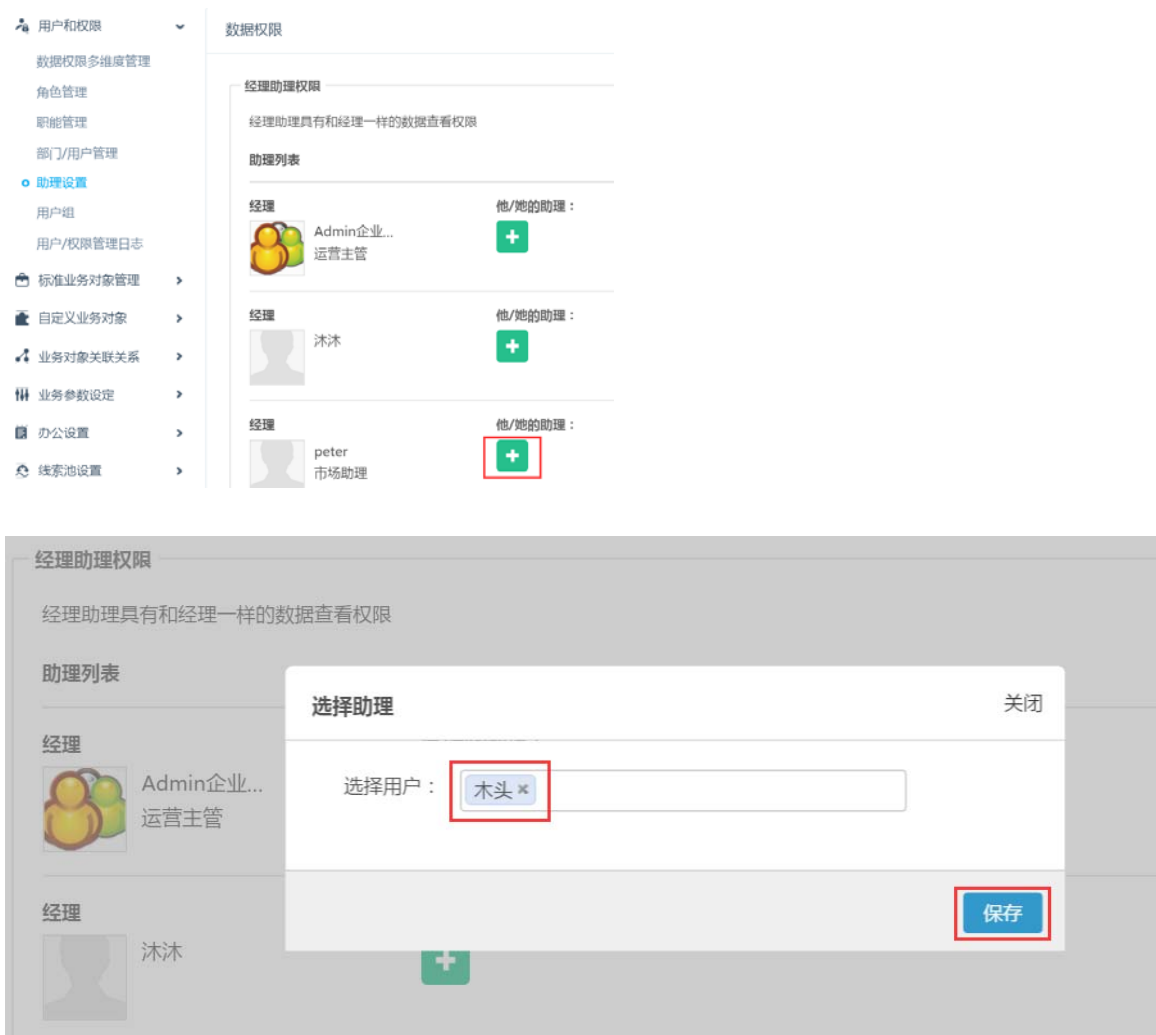 用户和权限
数据权限多维度管理
角色管理
职能管理
部门/用户管理
助理设置
用户组
用户/权限管理日志
标准业务对象管理
自定义业务对象
业务对象关联关系
业务参数设定
办公设置
线索池设置
数据权限
经理助理权限
经理助理具有和经理一样的数据查看权限
助理列表
经理 他/她的助理：
Admin企业...
运营主管
经理 他/她的助理：
沐沐
经理 他/她的助理：
peter
市场助理
经理助理权限
经理助理具有和经理一样的数据查看权限
助理列表
经理
Admin企业...
运营主管
经理
沐沐
选择助理 关闭
选择用户： 木头
保存